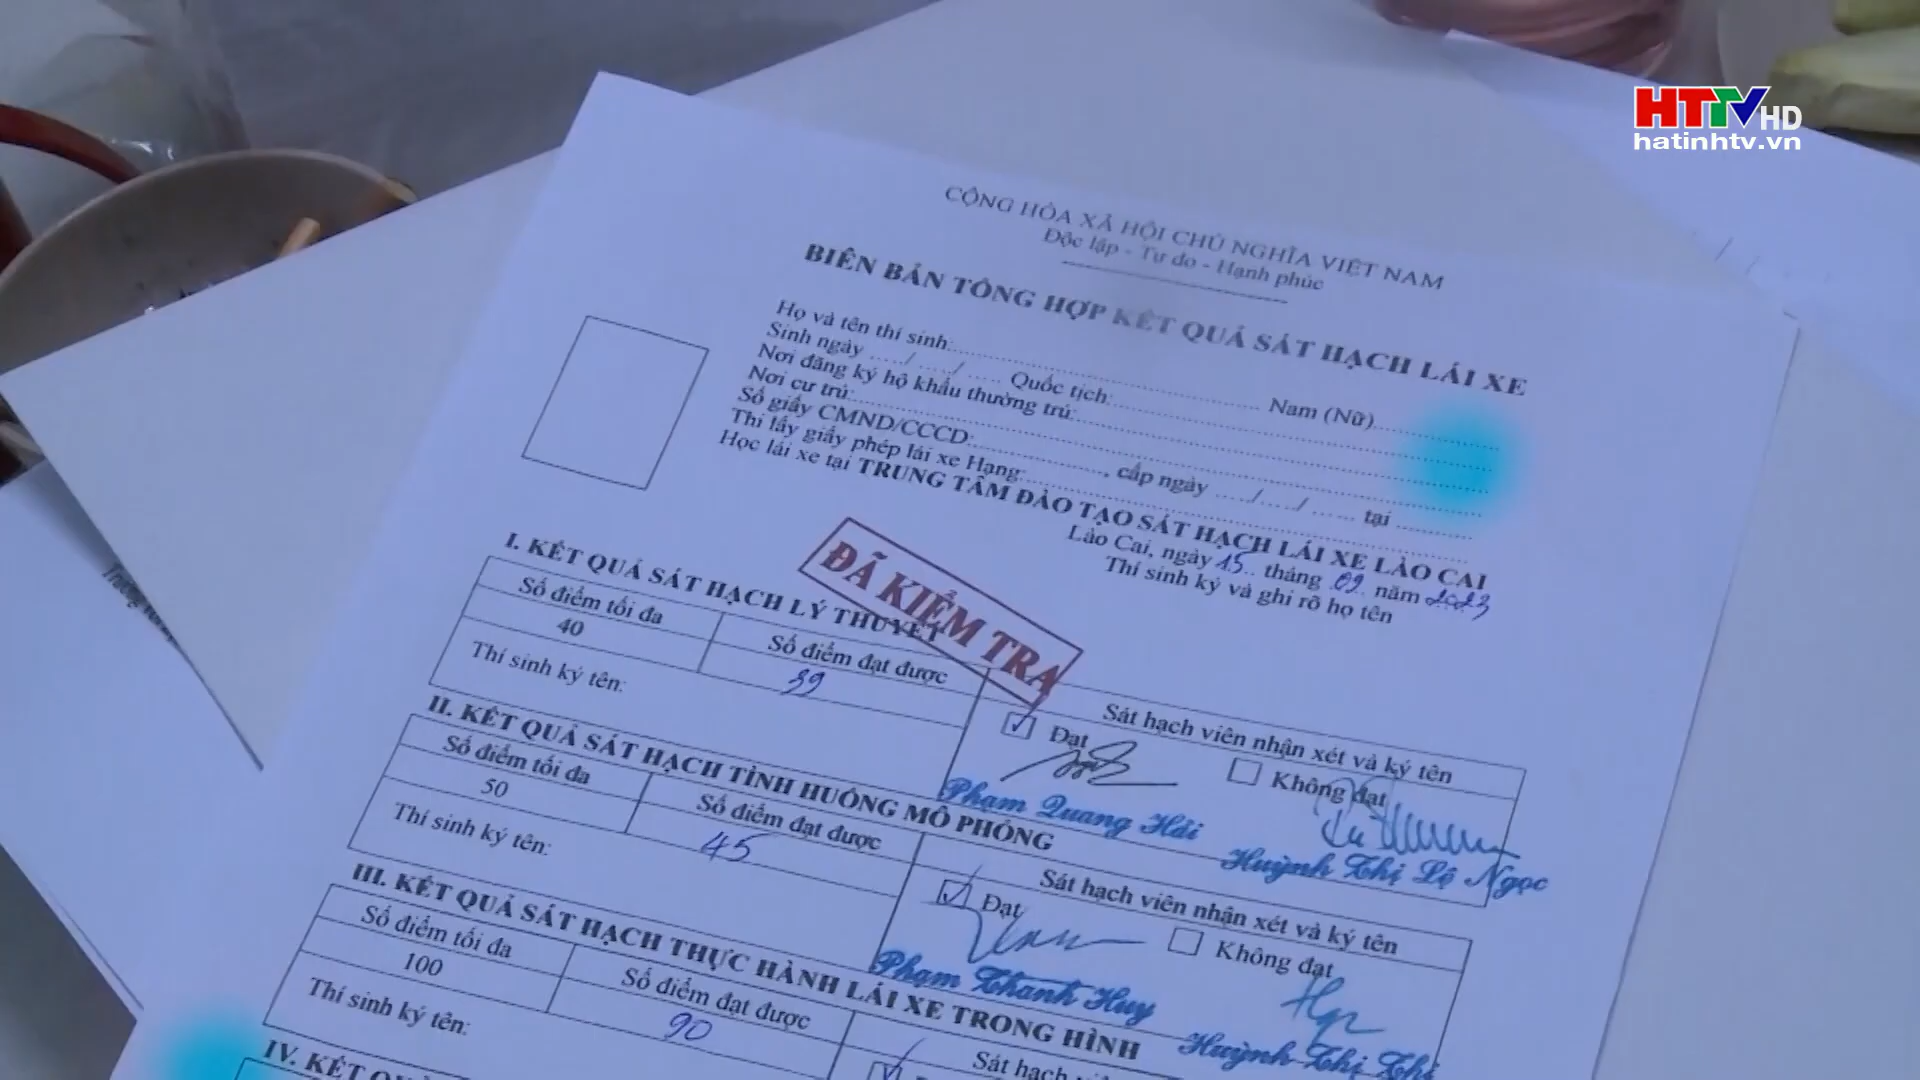 HTTV HD
hatinhtv.vn
CỘNG HÒA XÃ HỘI CHỦ NGHĨA VIỆT NAM
Độc lập - Tự do - Hạnh phúc
BIÊN BẢN TỔNG HỢP KẾT QUẢ SÁT HẠCH LÁI XE
Họ và tên thí sinh:.......... Nam (Nữ)..........
Sinh ngày ...../...../..... Quốc tịch:..........
Nơi đăng ký hộ khẩu thường trú:..........
Nơi cư trú:..........
Số giấy CMND/CCCD:.........., cấp ngày ...../...../..... tại ..........
Thi lấy giấy phép lái xe Hạng:..........
Học lái xe tại TRUNG TÂM ĐÀO TẠO SÁT HẠCH LÁI XE LÀO CAI
Lào Cai, ngày 15.. tháng 09. năm 2023
Thí sinh ký và ghi rõ họ tên
ĐÃ KIỂM TRA
I. KẾT QUẢ SÁT HẠCH LÝ THUYẾT
Số điểm tối đa Số điểm đạt được Sát hạch viên nhận xét và ký tên
40 39 Đạt Không đạt
Thí sinh ký tên:
Phạm Quang Hải Huỳnh Thị Lệ Ngọc
II. KẾT QUẢ SÁT HẠCH TÌNH HUỐNG MÔ PHỎNG
Số điểm tối đa Số điểm đạt được Sát hạch viên nhận xét và ký tên
50 45 Đạt Không đạt
Thí sinh ký tên:
Phạm Thanh Huy Huỳnh Thị Thi
III. KẾT QUẢ SÁT HẠCH THỰC HÀNH LÁI XE TRONG HÌNH
Số điểm tối đa Số điểm đạt được Sát hạch viên
100 90
Thí sinh ký tên:
IV. KẾT QUẢ